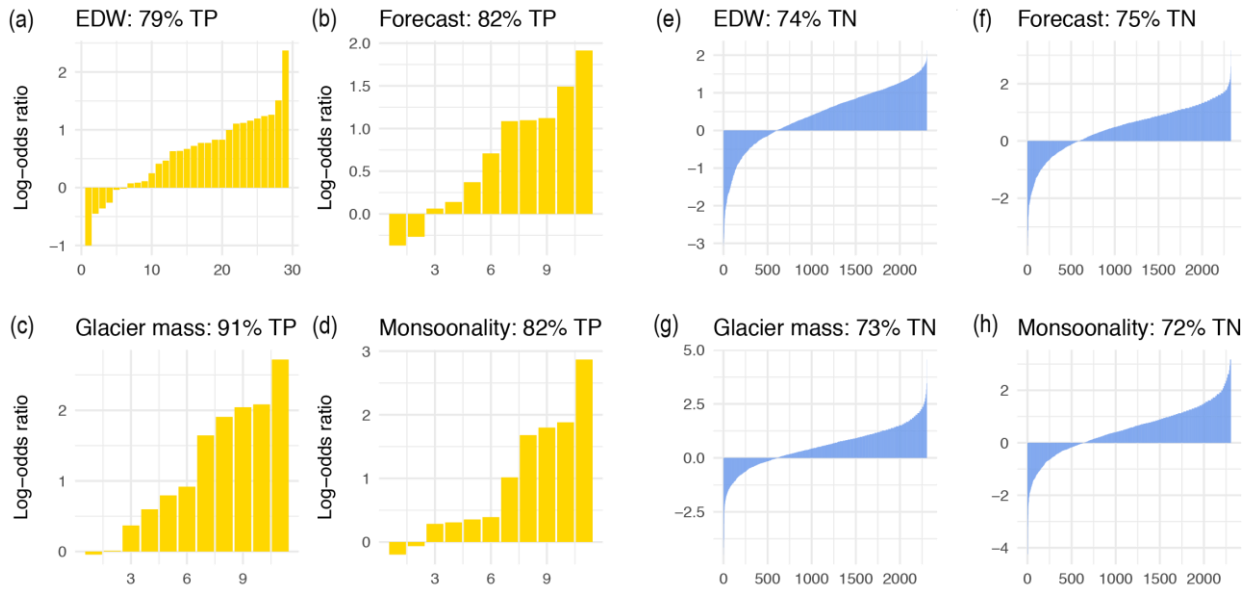 (a) EDW: 79% TP
Log−odds ratio
2
1
0
−1
0 10 20 30
(b) Forecast: 82% TP
Log−odds ratio
2.0
1.5
1.0
0.5
0.0
3 6 9
(e) EDW: 74% TN
2
1
0
−1
−2
−3
0 500 1000 1500 2000
(f) Forecast: 75% TN
2
0
−2
0 500 1000 1500 2000
(c) Glacier mass: 91% TP
Log−odds ratio
2
1
0
3 6 9
(d) Monsoonality: 82% TP
Log−odds ratio
3
2
1
0
3 6 9
(g) Glacier mass: 73% TN
5.0
2.5
0.0
−2.5
0 500 1000 1500 2000
(h) Monsoonality: 72% TN
2
0
−2
−4
0 500 1000 1500 2000